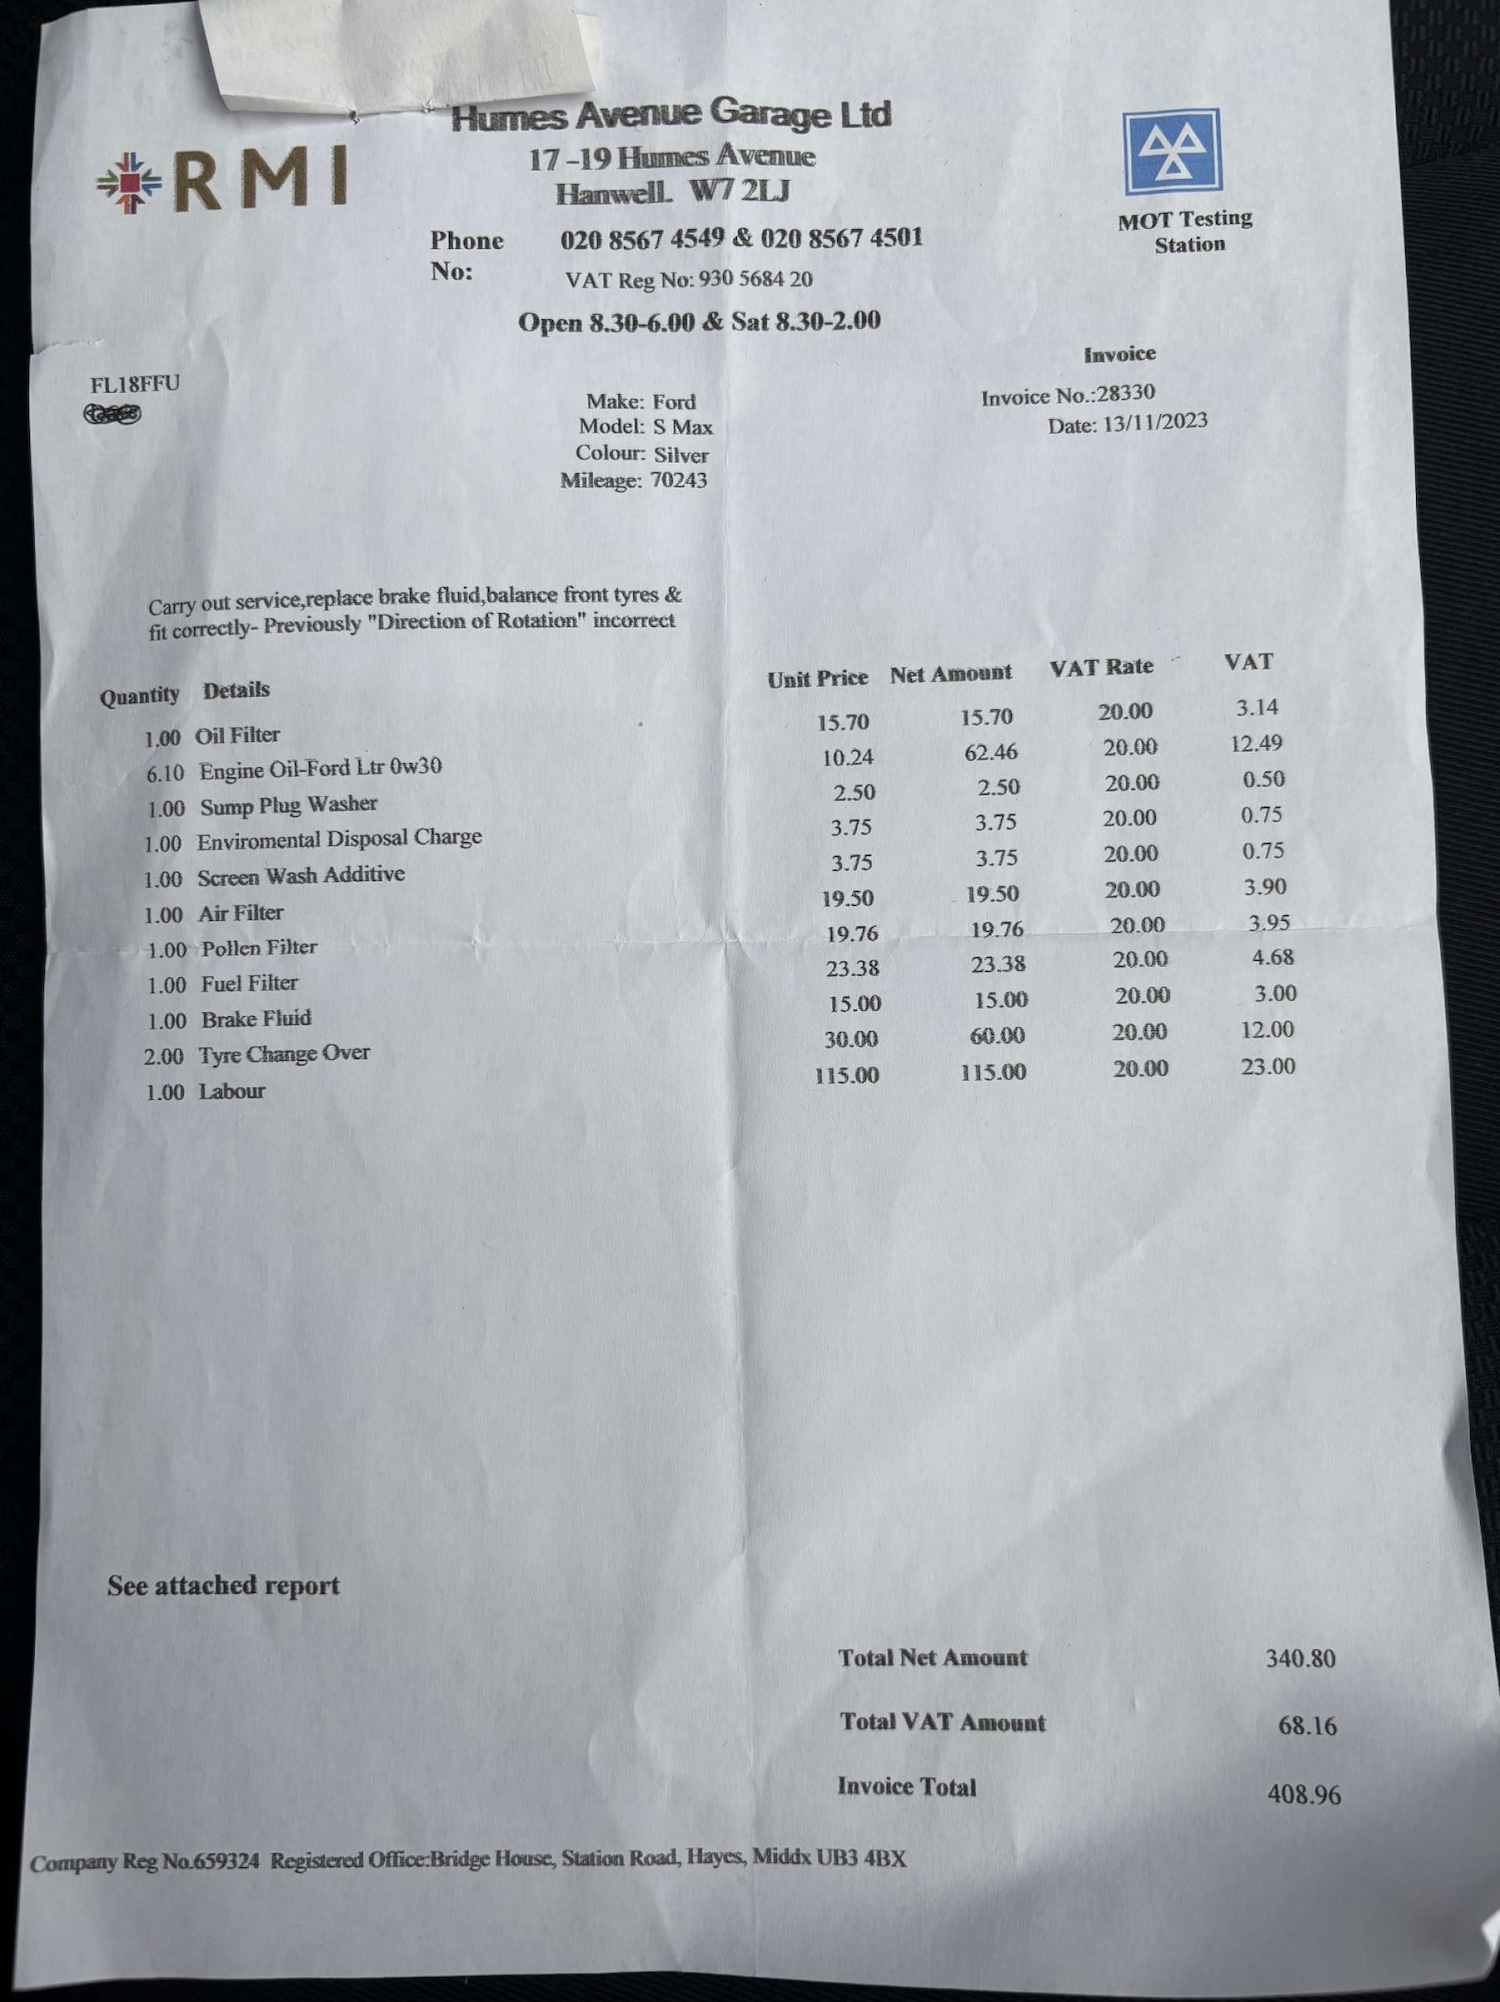 Humes Avenue Garage Ltd
RMI
17-19 Humes Avenue
Hanwell. W7 2LJ
MOT Testing
Station
Phone No: 020 8567 4549 & 020 8567 4501
VAT Reg No: 930 5684 20
Open 8.30-6.00 & Sat 8.30-2.00
Invoice
FL18FFU
Invoice No.:28330
Date: 13/11/2023
Make: Ford
Model: S Max
Colour: Silver
Mileage: 70243
Carry out service,replace brake fluid,balance front tyres &
fit correctly- Previously "Direction of Rotation" incorrect
Quantity Details Unit Price Net Amount VAT Rate VAT
1.00 Oil Filter 15.70 15.70 20.00 3.14
6.10 Engine Oil-Ford Ltr 0w30 10.24 62.46 20.00 12.49
1.00 Sump Plug Washer 2.50 2.50 20.00 0.50
1.00 Enviromental Disposal Charge 3.75 3.75 20.00 0.75
1.00 Screen Wash Additive 3.75 3.75 20.00 0.75
1.00 Air Filter 19.50 19.50 20.00 3.90
1.00 Pollen Filter 19.76 19.76 20.00 3.95
1.00 Fuel Filter 23.38 23.38 20.00 4.68
1.00 Brake Fluid 15.00 15.00 20.00 3.00
2.00 Tyre Change Over 30.00 60.00 20.00 12.00
1.00 Labour 115.00 115.00 20.00 23.00
See attached report
Total Net Amount 340.80
Total VAT Amount 68.16
Invoice Total 408.96
Company Reg No.659324 Registered Office:Bridge House, Station Road, Hayes, Middx UB3 4BX